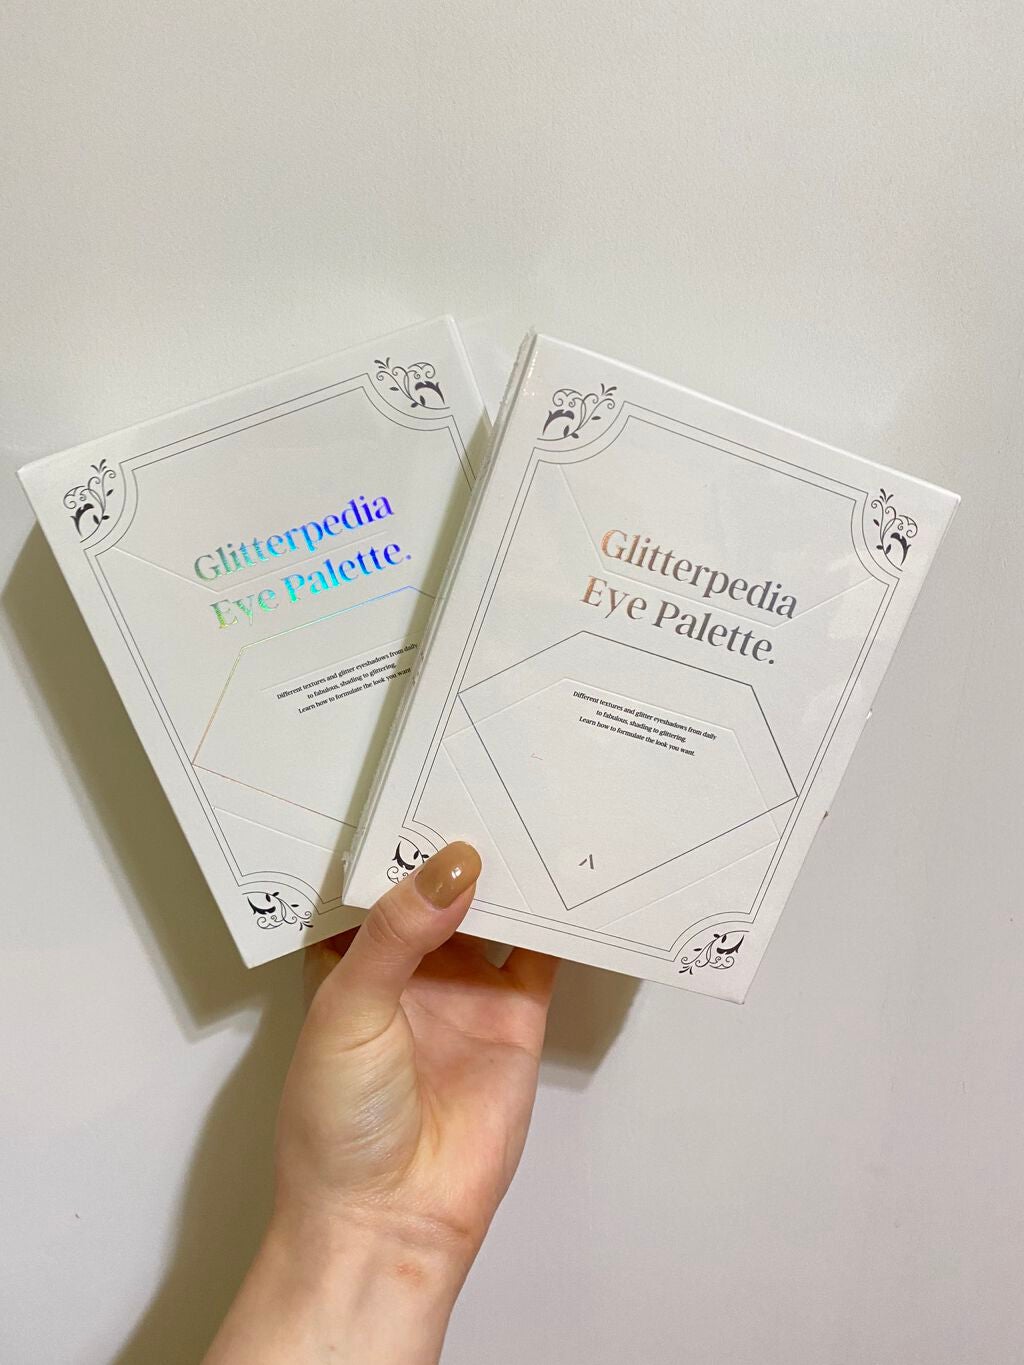 Glitterpedia
Eye Palette.
Different textures and glitter eyeshadows from daily
to fabulous, shading to glittering.
Learn how to formulate the look you want
Glitterpedia
Eye Palette.
Different textures and glitter eyeshadows from daily
to fabulous, shading to glittering.
Learn how to formulate the look you want.